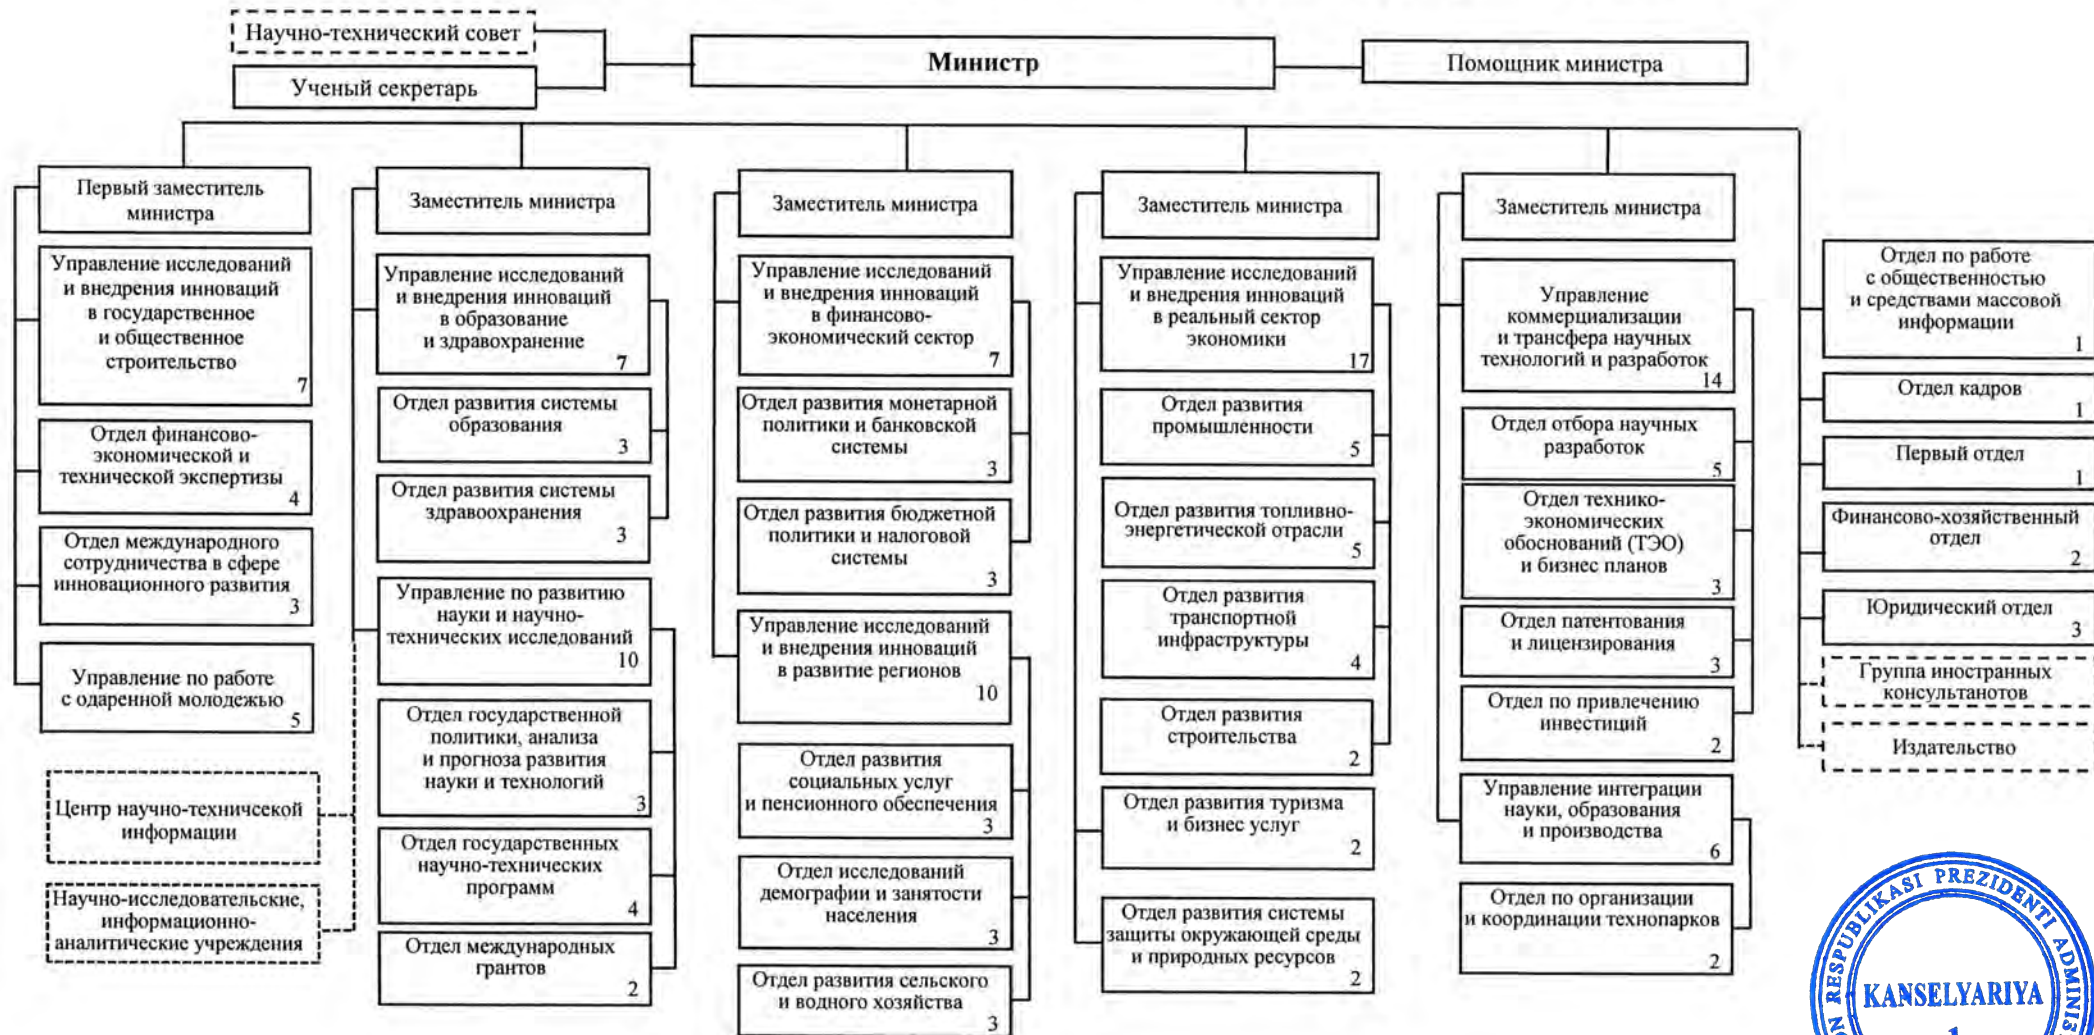 Научно-технический совет
Ученый секретарь
Министр
Помощник министра
Первый заместитель
министра
Управление исследований
и внедрения инноваций
в государственное
и общественное
строительство
7
Отдел финансово-
экономической и
технической экспертизы
4
Отдел международного
сотрудничества в сфере
инновационного развития
3
Управление по работе
с одаренной молодежью
5
Центр научно-техничсекой
информации
Научно-исследовательские,
информационно-
аналитические учреждения
Заместитель министра
Управление исследований
и внедрения инноваций
в образование
и здравохранение
7
Отдел развития системы
образования
3
Отдел развития системы
здравоохранения
3
Управление по развитию
науки и научно-
технических исследований
10
Отдел государственной
политики, анализа
и прогноза развития
науки и технологий
3
Отдел государственных
научно-технических
программ
4
Отдел международных
грантов
2
Заместитель министра
Управление исследований
и внедрения инноваций
в финансово-
экономический сектор
7
Отдел развития монетарной
политики и банковской
системы
3
Отдел развития бюджетной
политики и налоговой
системы
3
Управление исследований
и внедрения инноваций
в развитие регионов
10
Отдел развития
социальных услуг
и пенсионного обеспечения
3
Отдел исследований
демографии и занятости
населения
3
Отдел развития сельского
и водного хозяйства
3
Заместитель министра
Управление исследований
и внедрения инноваций
в реальный сектор
экономики
17
Отдел развития
промышленности
5
Отдел развития топливно-
энергетической отрасли
5
Отдел развития
транспортной
инфраструктуры
4
Отдел развития
строительства
2
Отдел развития туризма
и бизнес услуг
2
Отдел развития системы
защиты окружающей среды
и природных ресурсов
2
Заместитель министра
Управление
коммерциализации
и трансфера научных
технологий и разработок
14
Отдел отбора научных
разработок
5
Отдел технико-
экономических
обоснований (ТЭО)
и бизнес планов
3
Отдел патентования
и лицензирования
3
Отдел по привлечению
инвестиций
2
Управление интеграции
науки, образования
и производства
6
Отдел по организации
и координации технопарков
2
Отдел по работе
с общественностью
и средствами массовой
информации
1
Отдел кадров
1
Первый отдел
1
Финансово-хозяйственный
отдел
2
Юридический отдел
3
Группа иностранных
консультанотов
Издательство
RESPUBLIKASI PREZIDENTI
KANSELYARIYA
1